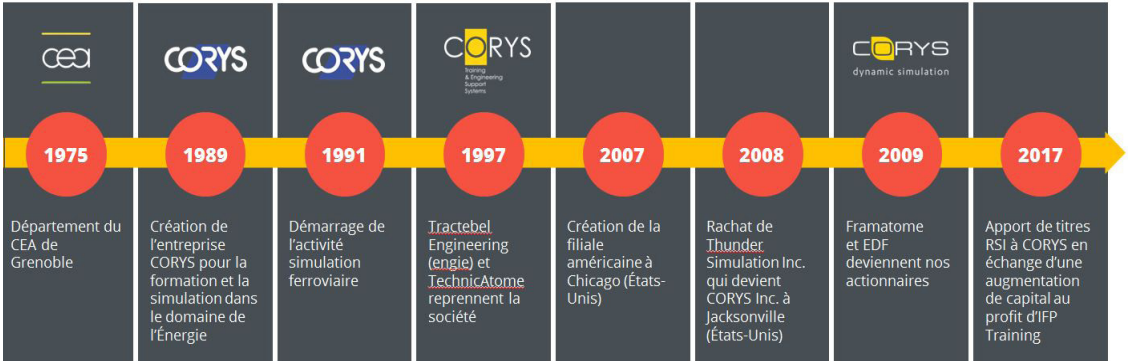 cea
CORYS
CORYS
CORYS
Training
& Engineering
Support
Systems
CORYS
dynamic simulation
1975
1989
1991
1997
2007
2008
2009
2017
Département du
CEA de
Grenoble
Création de
l’entreprise
CORYS pour la
formation et la
simulation dans
le domaine de
l’Énergie
Démarrage de
l’activité
simulation
ferroviaire
Tractebel
Engineering
(engie) et
TechnicAtome
reprennent la
société
Création de la
filiale
américaine à
Chicago (États-
Unis)
Rachat de
Thunder
Simulation Inc.
qui devient
CORYS Inc. à
Jacksonville
(États-Unis)
Framatome
et EDF
deviennent nos
actionnaires
Apport de titres
RSI à CORYS en
échange d’une
augmentation
de capital au
profit d’IFP
Training